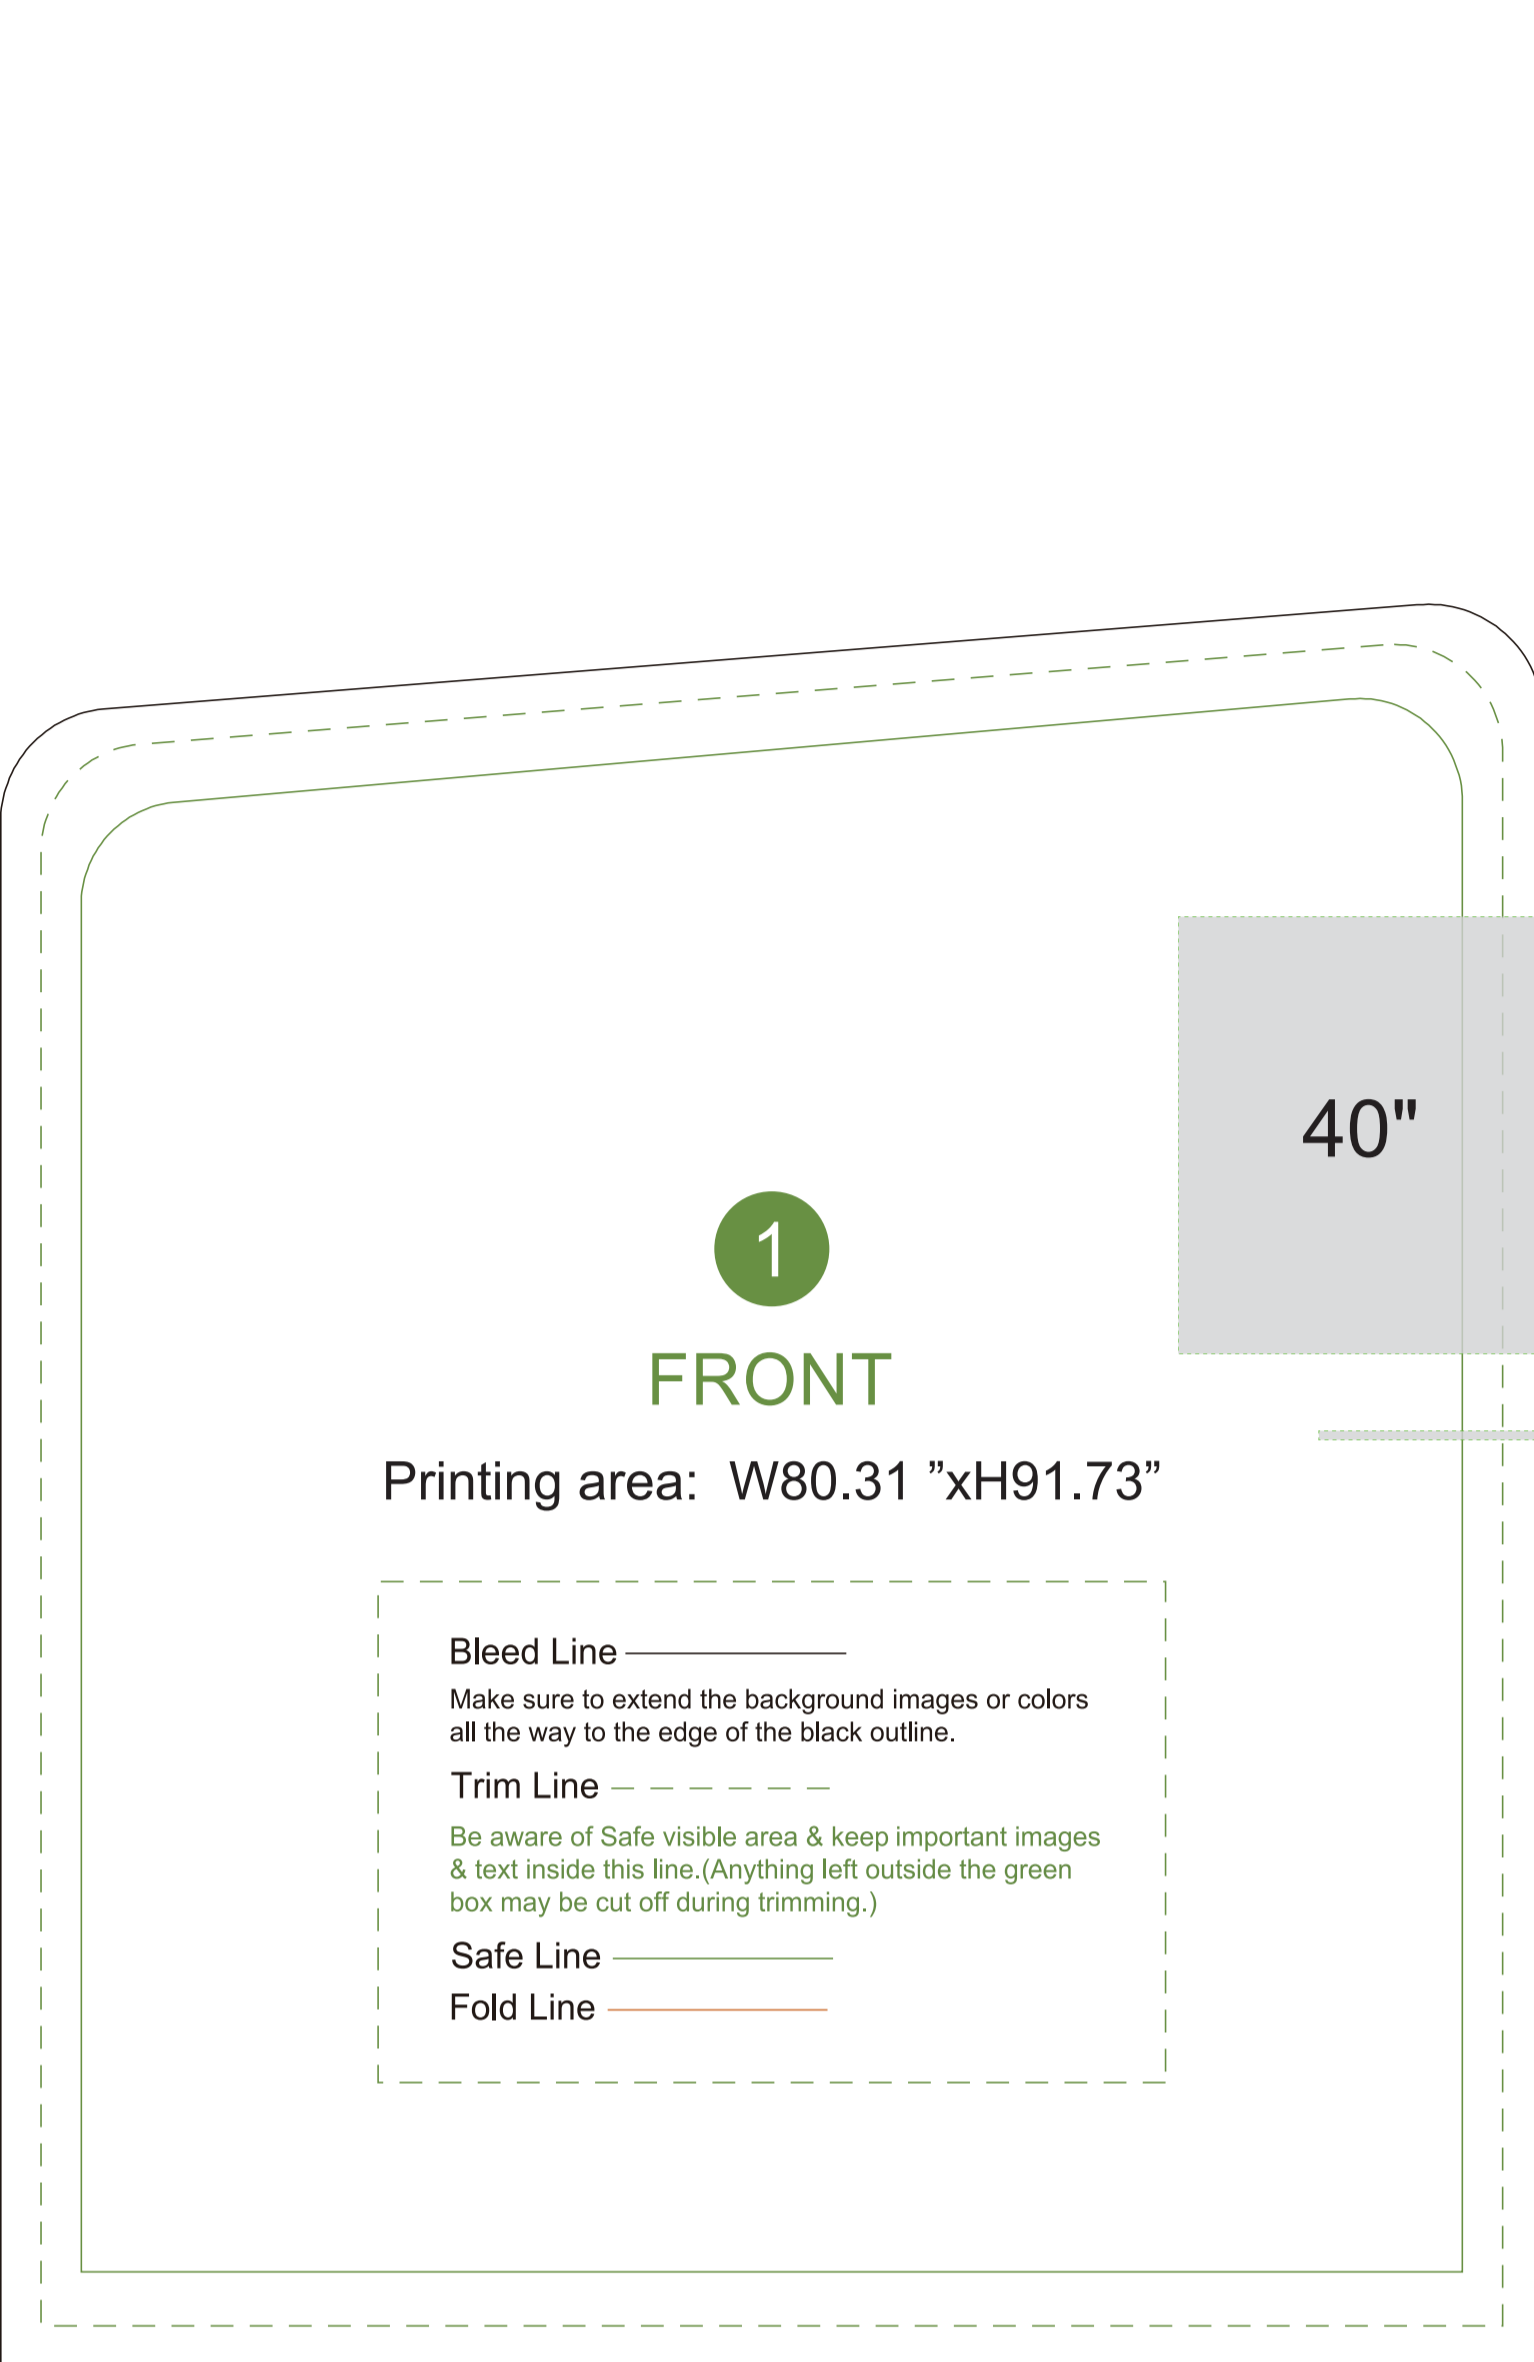 40"
1
FRONT
Printing area: W80.31 ”xH91.73”
Bleed Line
Make sure to extend the background images or colors
all the way to the edge of the black outline.
Trim Line
Be aware of Safe visible area & keep important images
& text inside this line.(Anything left outside the green
box may be cut off during trimming.)
Safe Line
Fold Line